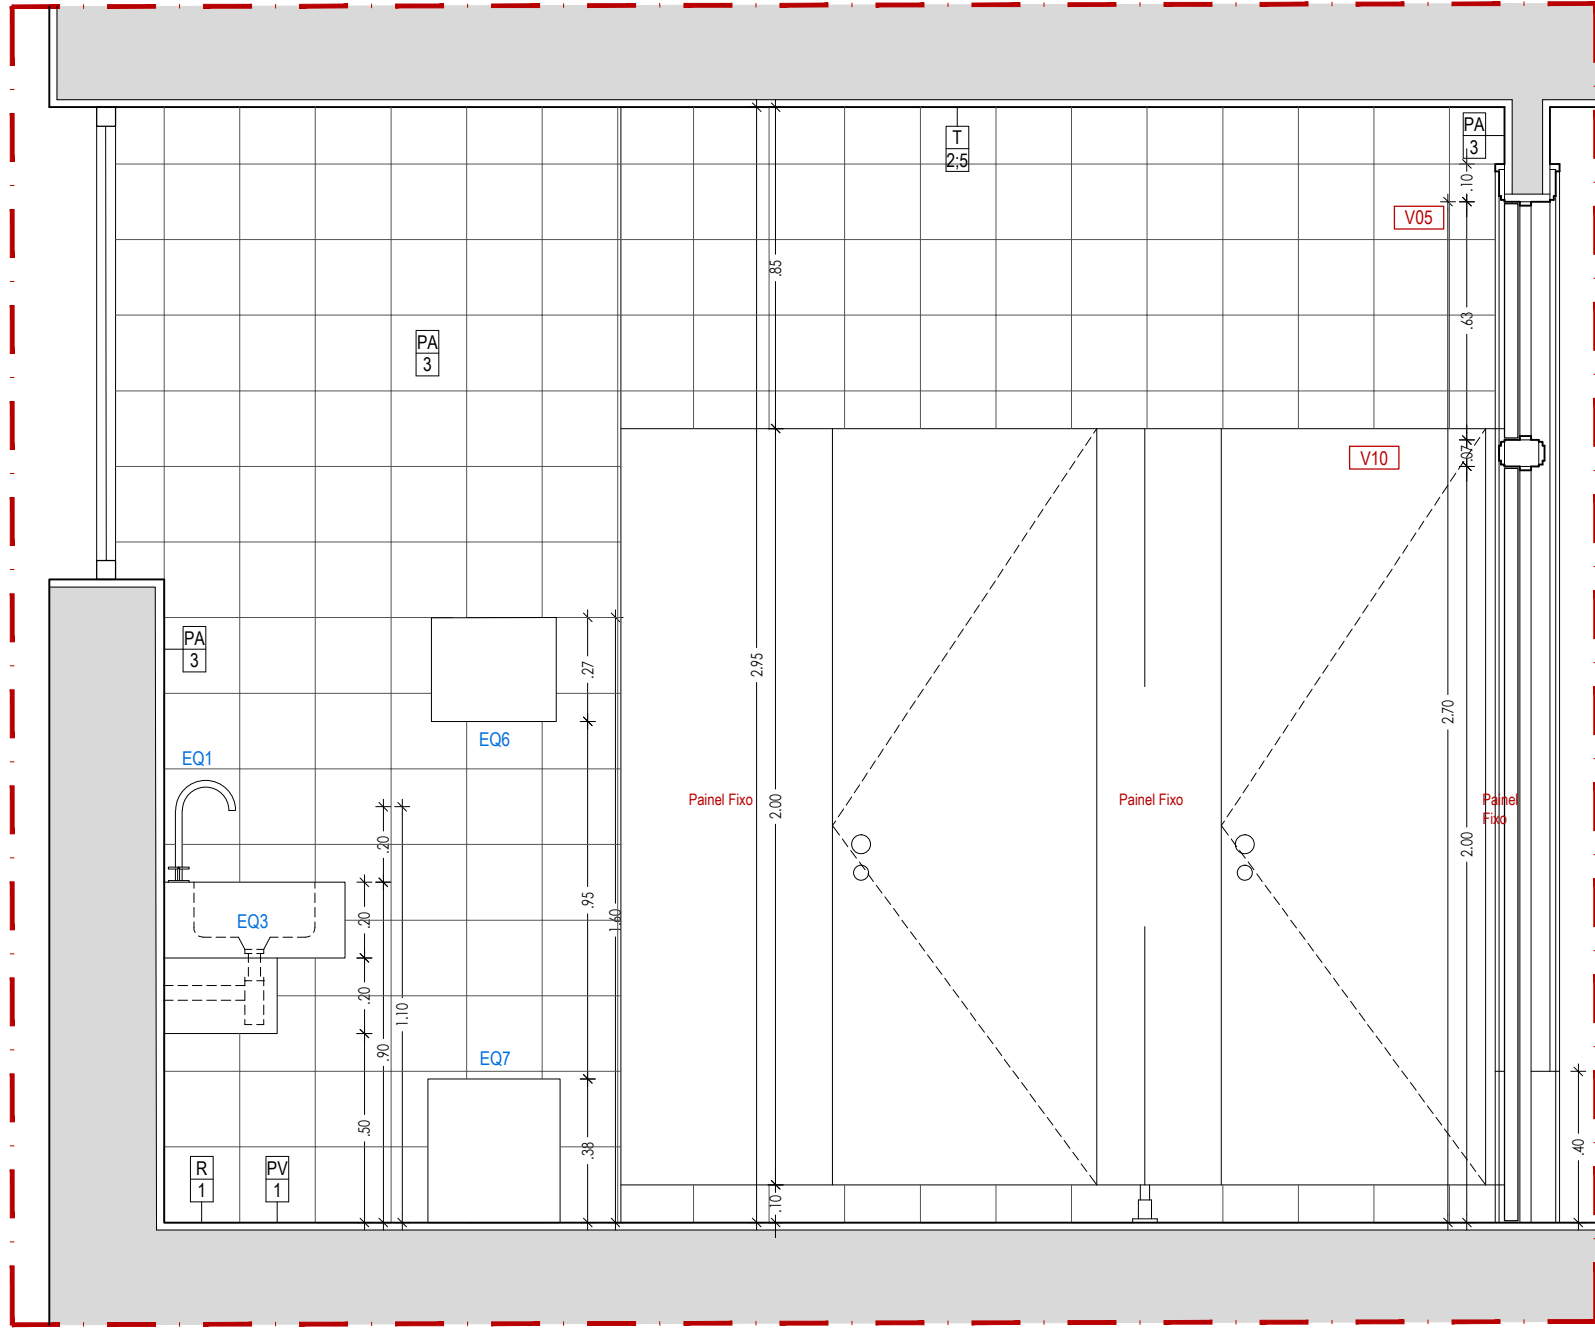 T
2;5
PA
3
.10
V05
.85
.63
PA
3
V10
.07
PA
3
.27
2.95
2.70
EQ6
EQ1
Painel Fixo
2.00
Painel Fixo
Painel
Fixo
.20
2.00
.95
1.60
EQ3
.20
.20
1.10
.90
EQ7
.50
.38
.40
R
1
PV
1
.10